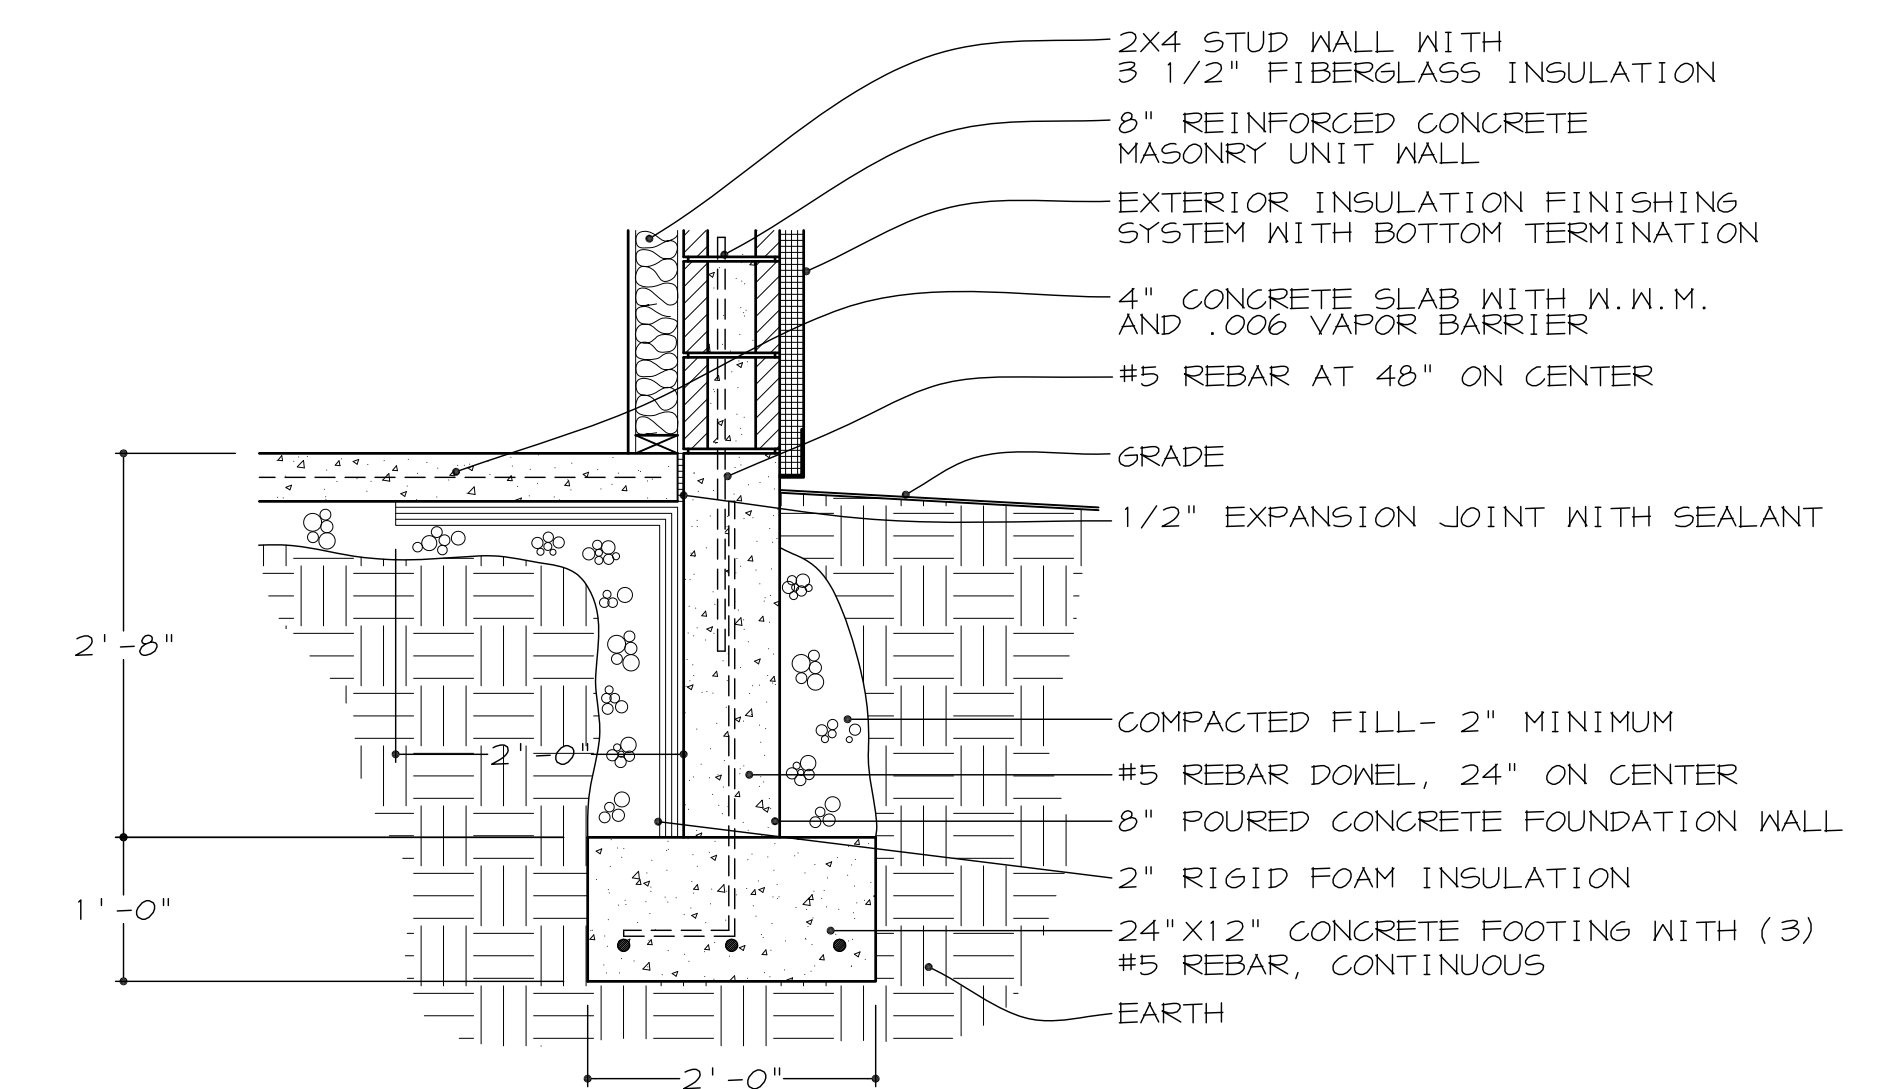 2X4 STUD WALL WITH
3 1/2" FIBERGLASS INSULATION
8" REINFORCED CONCRETE
MASONRY UNIT WALL
EXTERIOR INSULATION FINISHING
SYSTEM WITH BOTTOM TERMINATION
4" CONCRETE SLAB WITH W.W.M.
AND .006 VAPOR BARRIER
#5 REBAR AT 48" ON CENTER
GRADE
1/2" EXPANSION JOINT WITH SEALANT
2'-8"
COMPACTED FILL- 2" MINIMUM
2'-0"
#5 REBAR DOWEL, 24" ON CENTER
8" POURED CONCRETE FOUNDATION WALL
2" RIGID FOAM INSULATION
1'-0"
24"X12" CONCRETE FOOTING WITH (3)
#5 REBAR, CONTINUOUS
EARTH
2'-0"